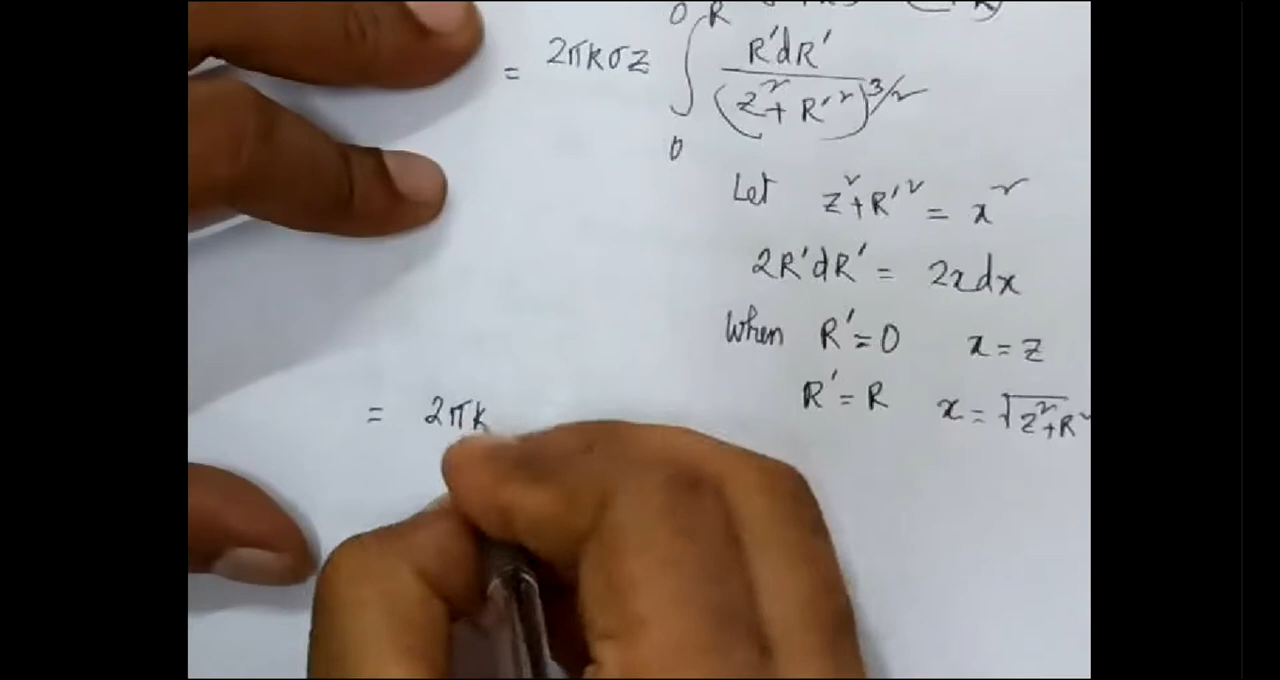 = 2πkσz ∫₀ᴿ R'dR' / (z²+R'²)^3/2
Let z²+R'² = x²
2R'dR' = 2xdx
When R'=0 x=z
R'=R x=√z²+R²
= 2πk